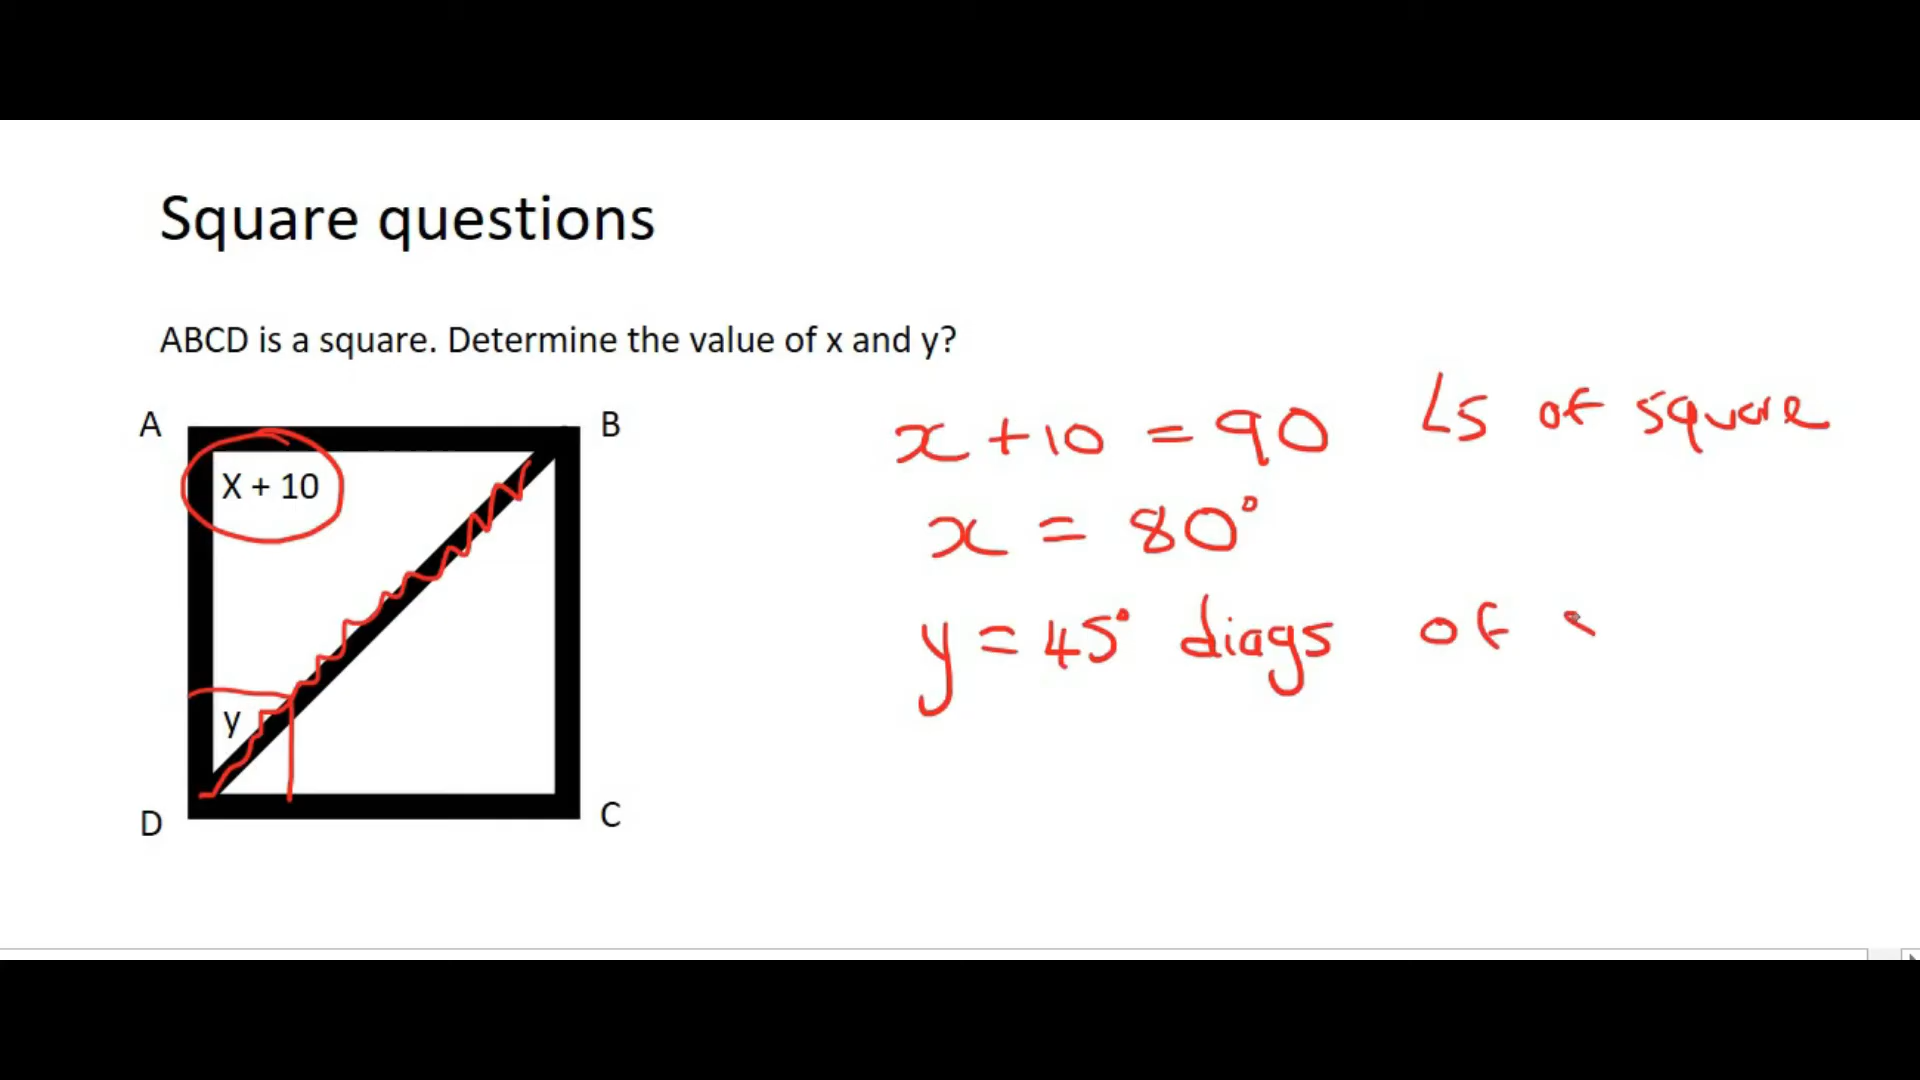 Square questions
ABCD is a square. Determine the value of x and y?
A
B
X + 10
y
D
C
x + 10 = 90 ∠s of square
x = 80°
y = 45° diags of